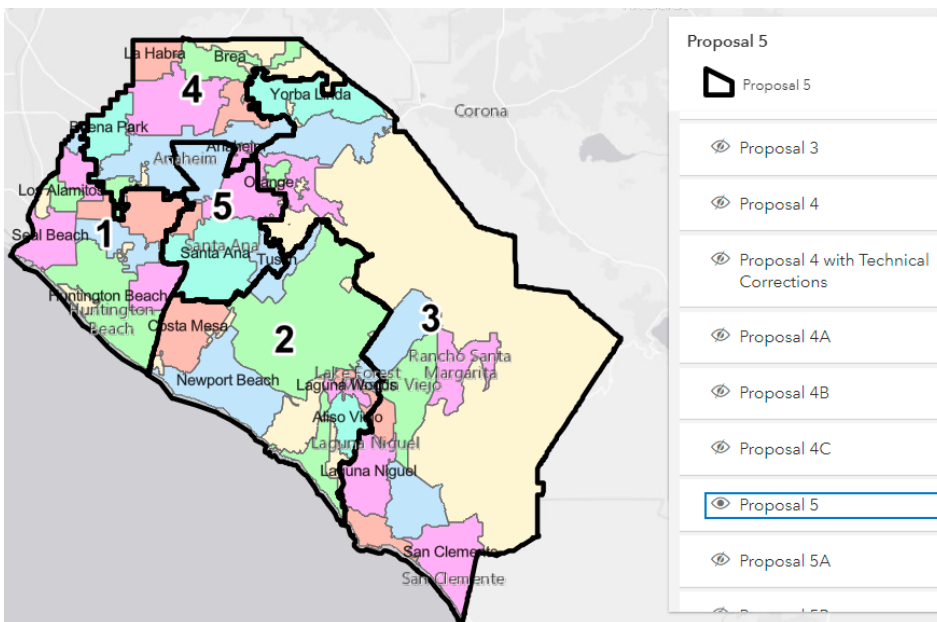 La Habra
Brea
4
Yorba Linda
Buena Park
Corona
Anaheim
Anaheim
Orange
Los Alamitos
5
1
Seal Beach
Santa Ana
Santa Ana
Tustin
Huntington Beach
Huntington
Beach
Costa Mesa
2
3
Rancho Santa
Margarita
Lake Forest
Newport Beach
Laguna Woods
Viejo
Aliso Viejo
Laguna Niguel
Laguna Niguel
San Clemente
San Clemente
Proposal 5
Proposal 5
Proposal 3
Proposal 4
Proposal 4 with Technical
Corrections
Proposal 4A
Proposal 4B
Proposal 4C
Proposal 5
Proposal 5A